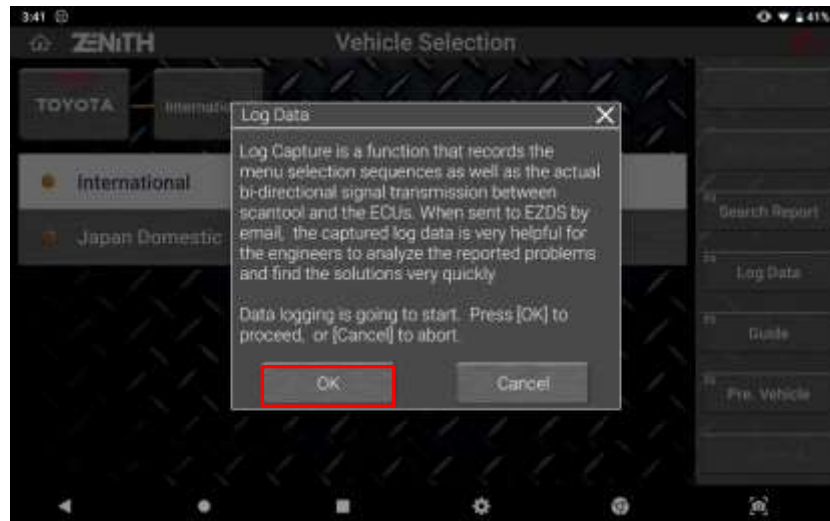 3:41
41%
ZENITH
Vehicle Selection
TOYOTA
Internatio
Log Data
Log Capture is a function that records the
menu selection sequences as well as the actual
bi-directional signal transmission between
scantool and the ECUs. When sent to EZDS by
email, the captured log data is very helpful for
the engineers to analyze the reported problems
and find the solutions very quickly
Data logging is going to start. Press [OK] to
proceed, or [Cancel] to abort.
OK
Cancel
International
Japan Domestic
Search Report
Log Data
Guide
Pre. Vehicle